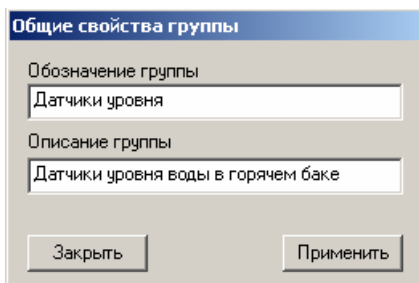 Общие свойства группы
Обозначение группы
Датчики уровня
Описание группы
Датчики уровня воды в горячем баке
Закрыть Применить